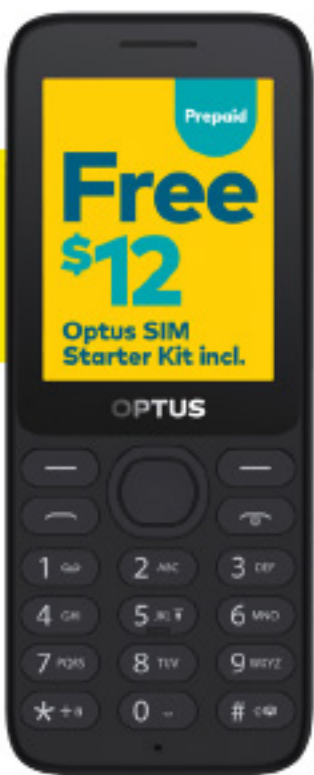 Prepaid
Free
$12
Optus SIM
Starter Kit incl.
OPTUS
1
2 ABC
3 DEF
4 GHI
5 JKL
6 MNO
7 PQRS
8 TUV
9 WXYZ
* + a
0
#